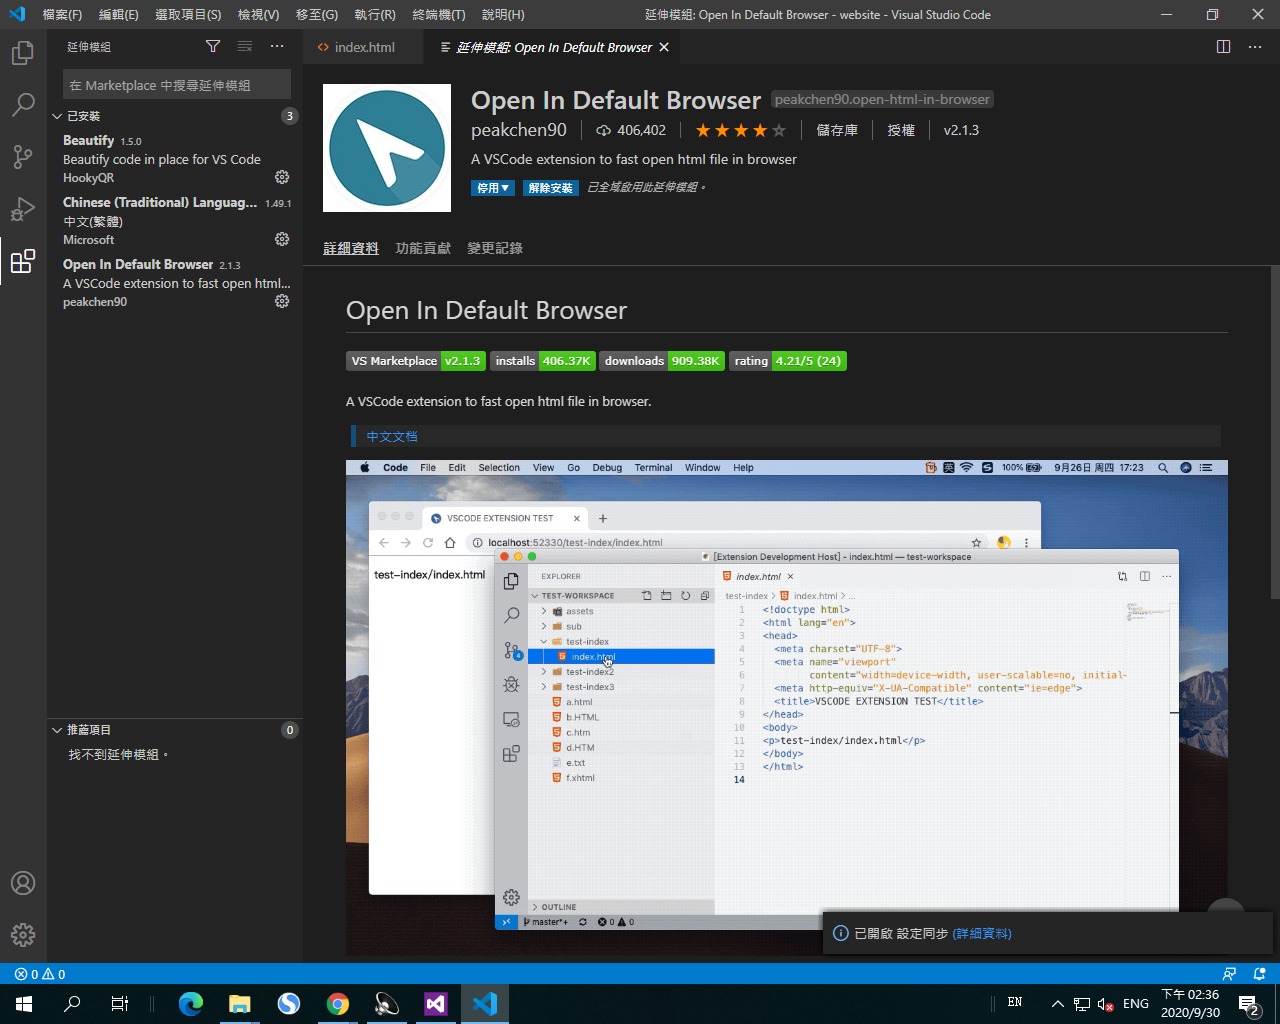 檔案(F) 編輯(E) 選取項目(S) 檢視(V) 移至(G) 執行(R) 終端機(T) 說明(H) 延伸模組: Open In Default Browser - website - Visual Studio Code
延伸模組
在 Marketplace 中搜尋延伸模組
已安裝 3
Beautify 1.5.0
Beautify code in place for VS Code
HookyQR
Chinese (Traditional) Languag... 1.49.1
中文(繁體)
Microsoft
Open In Default Browser 2.1.3
A VSCode extension to fast open html...
peakchen90
推薦項目 0
找不到延伸模組。
index.html 延伸模組: Open In Default Browser
Open In Default Browser peakchen90.open-html-in-browser
peakchen90 406,402 儲存庫 授權 v2.1.3
A VSCode extension to fast open html file in browser
停用 解除安裝 已全域啟用此延伸模組。
詳細資料 功能貢獻 變更記錄
Open In Default Browser
VS Marketplace v2.1.3 installs 406.37K downloads 909.38K rating 4.21/5 (24)
A VSCode extension to fast open html file in browser.
中文文档
Code File Edit Selection View Go Debug Terminal Window Help 英 100% 9月26日 周四 17:23
VSCODE EXTENSION TEST
localhost:52330/test-index/index.html
test-index/index.html
[Extension Development Host] - index.html — test-workspace
EXPLORER
TEST-WORKSPACE
assets
sub
test-index
index.html
test-index2
test-index3
a.html
b.HTML
c.htm
d.HTM
e.txt
f.xhtml
OUTLINE
master*+ 0 0
index.html
test-index > index.html > ...
1 <!doctype html>
2 <html lang="en">
3 <head>
4 <meta charset="UTF-8">
5 <meta name="viewport"
6 content="width=device-width, user-scalable=no, initial-
7 <meta http-equiv="X-UA-Compatible" content="ie=edge">
8 <title>VSCODE EXTENSION TEST</title>
9 </head>
10 <body>
11 <p>test-index/index.html</p>
12 </body>
13 </html>
14
已開啟 設定同步 (詳細資料)
0 0
EN ENG 下午 02:36
2020/9/30 2